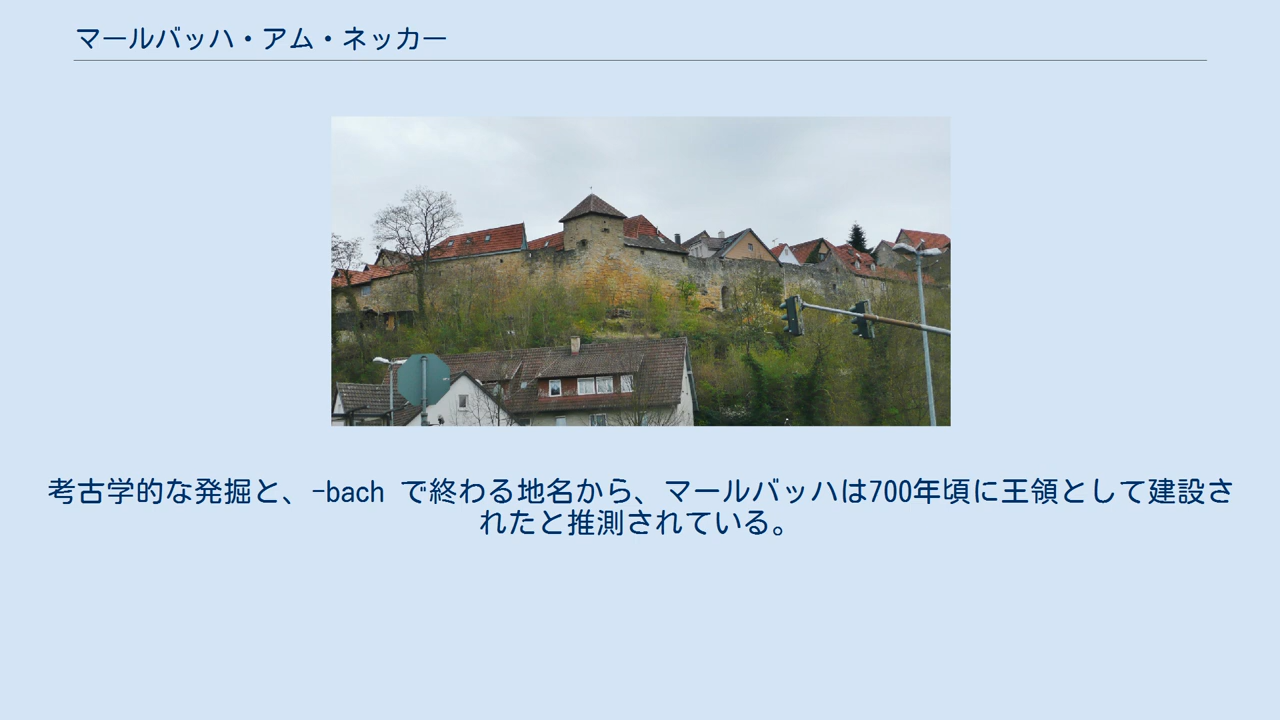 マールバッハ・アム・ネッカー
考古学的な発掘と、-bach で終わる地名から、マールバッハは700年頃に王領として建設さ
れたと推測されている。